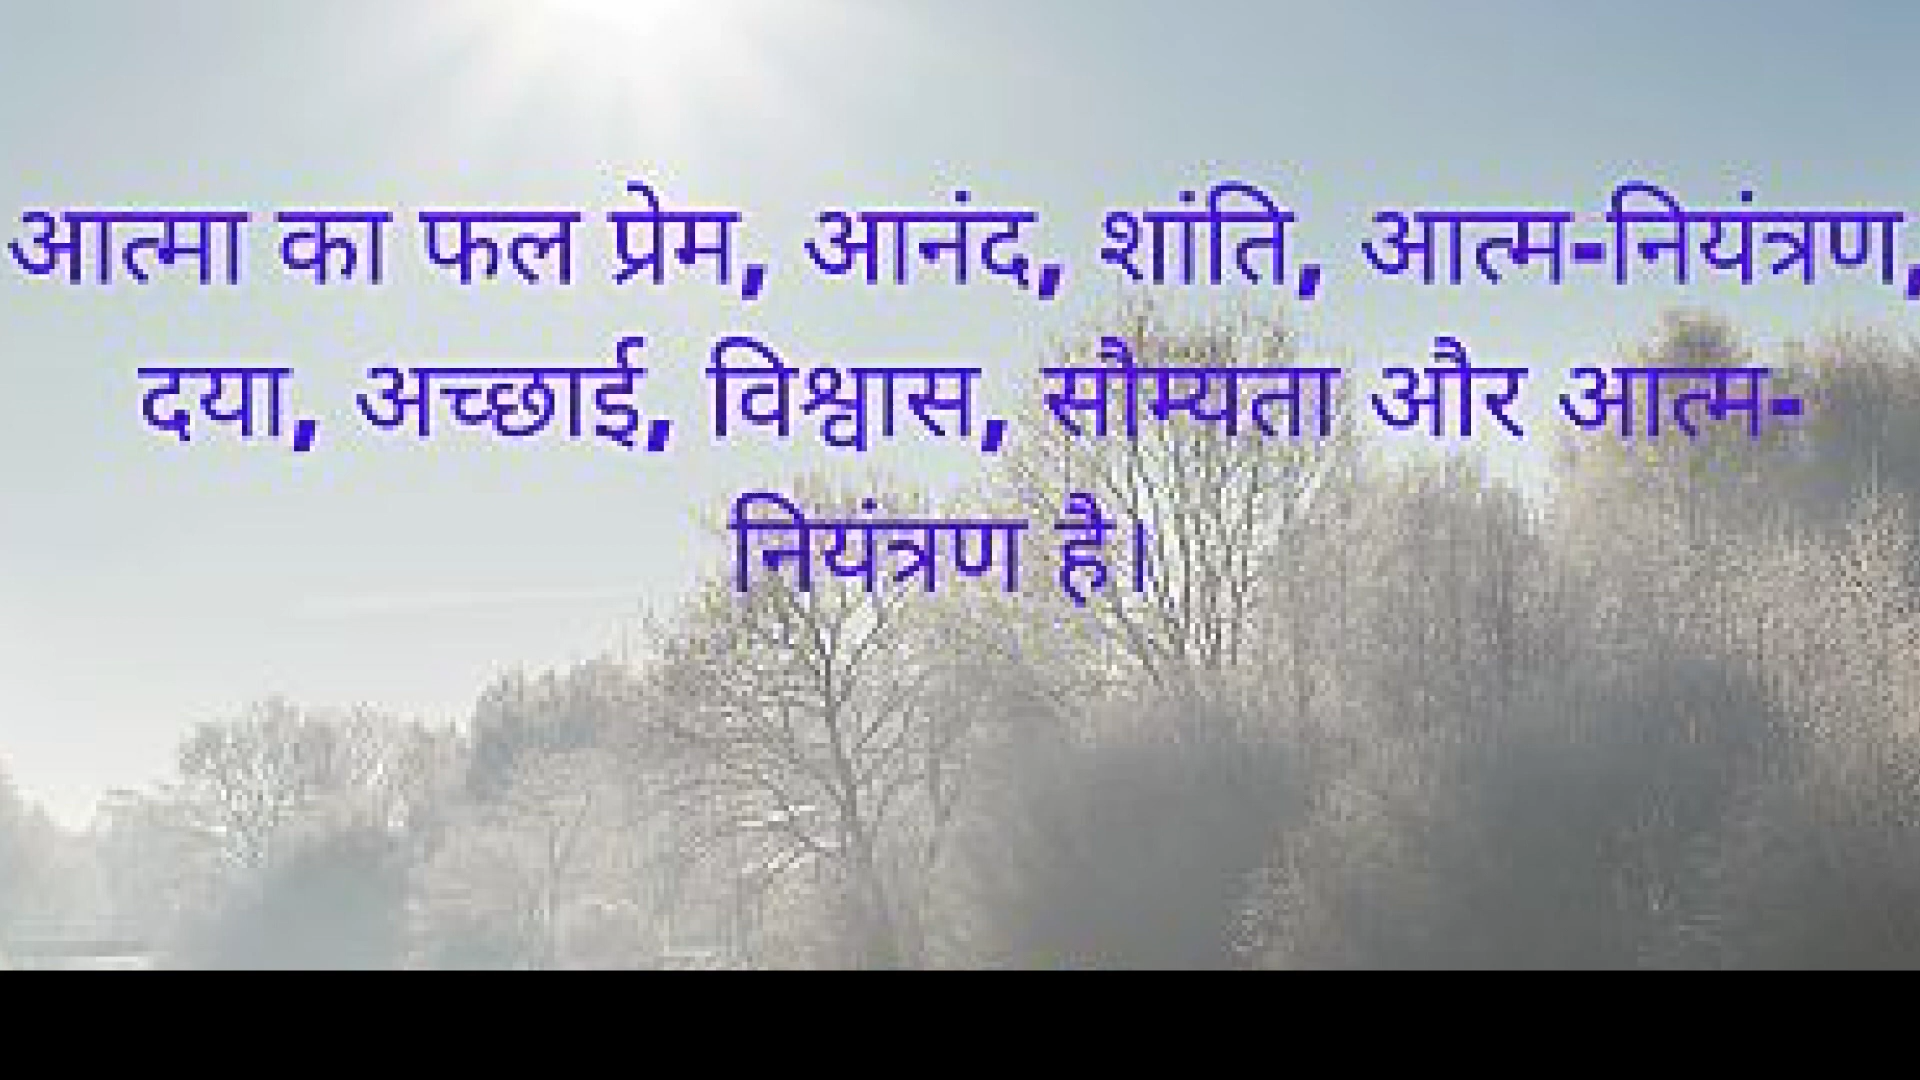 आत्मा का फल प्रेम, आनंद, शांति, आत्म-नियंत्रण,
दया, अच्छाई, विश्वास, सौम्यता और आत्म-
नियंत्रण है।